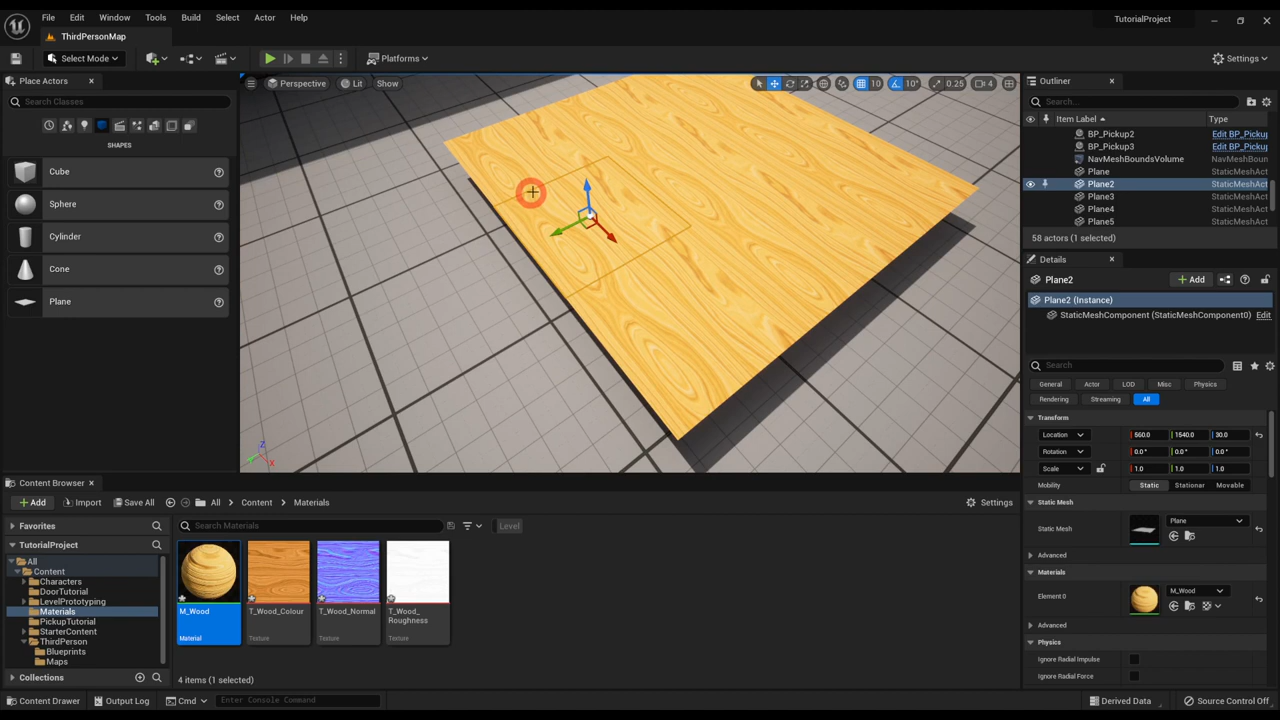 File Edit Window Tools Build Select Actor Help
TutorialProject
ThirdPersonMap
Select Mode
Platforms
Settings
Place Actors
Search Classes
SHAPES
Cube
Sphere
Cylinder
Cone
Plane
Perspective Lit Show
10 10° 0.25 4
Outliner
Search...
Item Label Type
BP_Pickup2 Edit BP_Pickup
BP_Pickup3 Edit BP_Pickup
NavMeshBoundsVolume NavMeshBoun
Plane StaticMeshAct
Plane2 StaticMeshAct
Plane3 StaticMeshAct
Plane4 StaticMeshAct
Plane5 StaticMeshAct
58 actors (1 selected)
Details
Plane2
Add
Plane2 (Instance)
StaticMeshComponent (StaticMeshComponent0) Edit
Search
General Actor LOD Misc Physics
Rendering Streaming All
Transform
Location 560.0 1540.0 30.0
Rotation 0.0° 0.0° 0.0°
Scale 1.0 1.0 1.0
Mobility Static Stationar Movable
Static Mesh
Static Mesh Plane
Advanced
Materials
Element 0 M_Wood
Advanced
Physics
Ignore Radial Impulse
Ignore Radial Force
Z
X
Content Browser
Add Import Save All All Content Materials
Settings
Favorites
TutorialProject
All
Content
Characters
DoorTutorial
LevelPrototyping
Materials
PickupTutorial
StarterContent
ThirdPerson
Blueprints
Maps
Collections
Search Materials
Level
M_Wood
Material
T_Wood_Colour
Texture
T_Wood_Normal
Texture
T_Wood_
Roughness
Texture
4 items (1 selected)
Content Drawer Output Log Cmd Enter Console Command
Derived Data Source Control Off